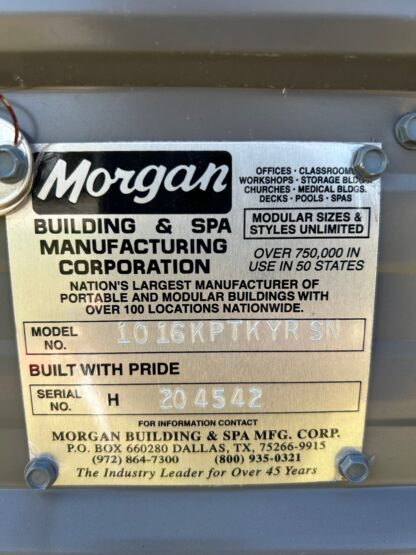 Morgan
OFFICES · CLASSROOMS
WORKSHOPS · STORAGE BLDGS.
CHURCHES · MEDICAL BLDGS.
DECKS · POOLS · SPAS
MODULAR SIZES &
STYLES UNLIMITED
BUILDING & SPA
MANUFACTURING
CORPORATION
OVER 750,000 IN
USE IN 50 STATES
NATION'S LARGEST MANUFACTURER OF
PORTABLE AND MODULAR BUILDINGS WITH
OVER 100 LOCATIONS NATIONWIDE.
MODEL
NO.
1016KPTKYRSN
BUILT WITH PRIDE
SERIAL
NO.
H 204542
FOR INFORMATION CONTACT
MORGAN BUILDING & SPA MFG. CORP.
P.O. BOX 660280 DALLAS, TX, 75266-9915
(972) 864-7300 (800) 935-0321
The Industry Leader for Over 45 Years